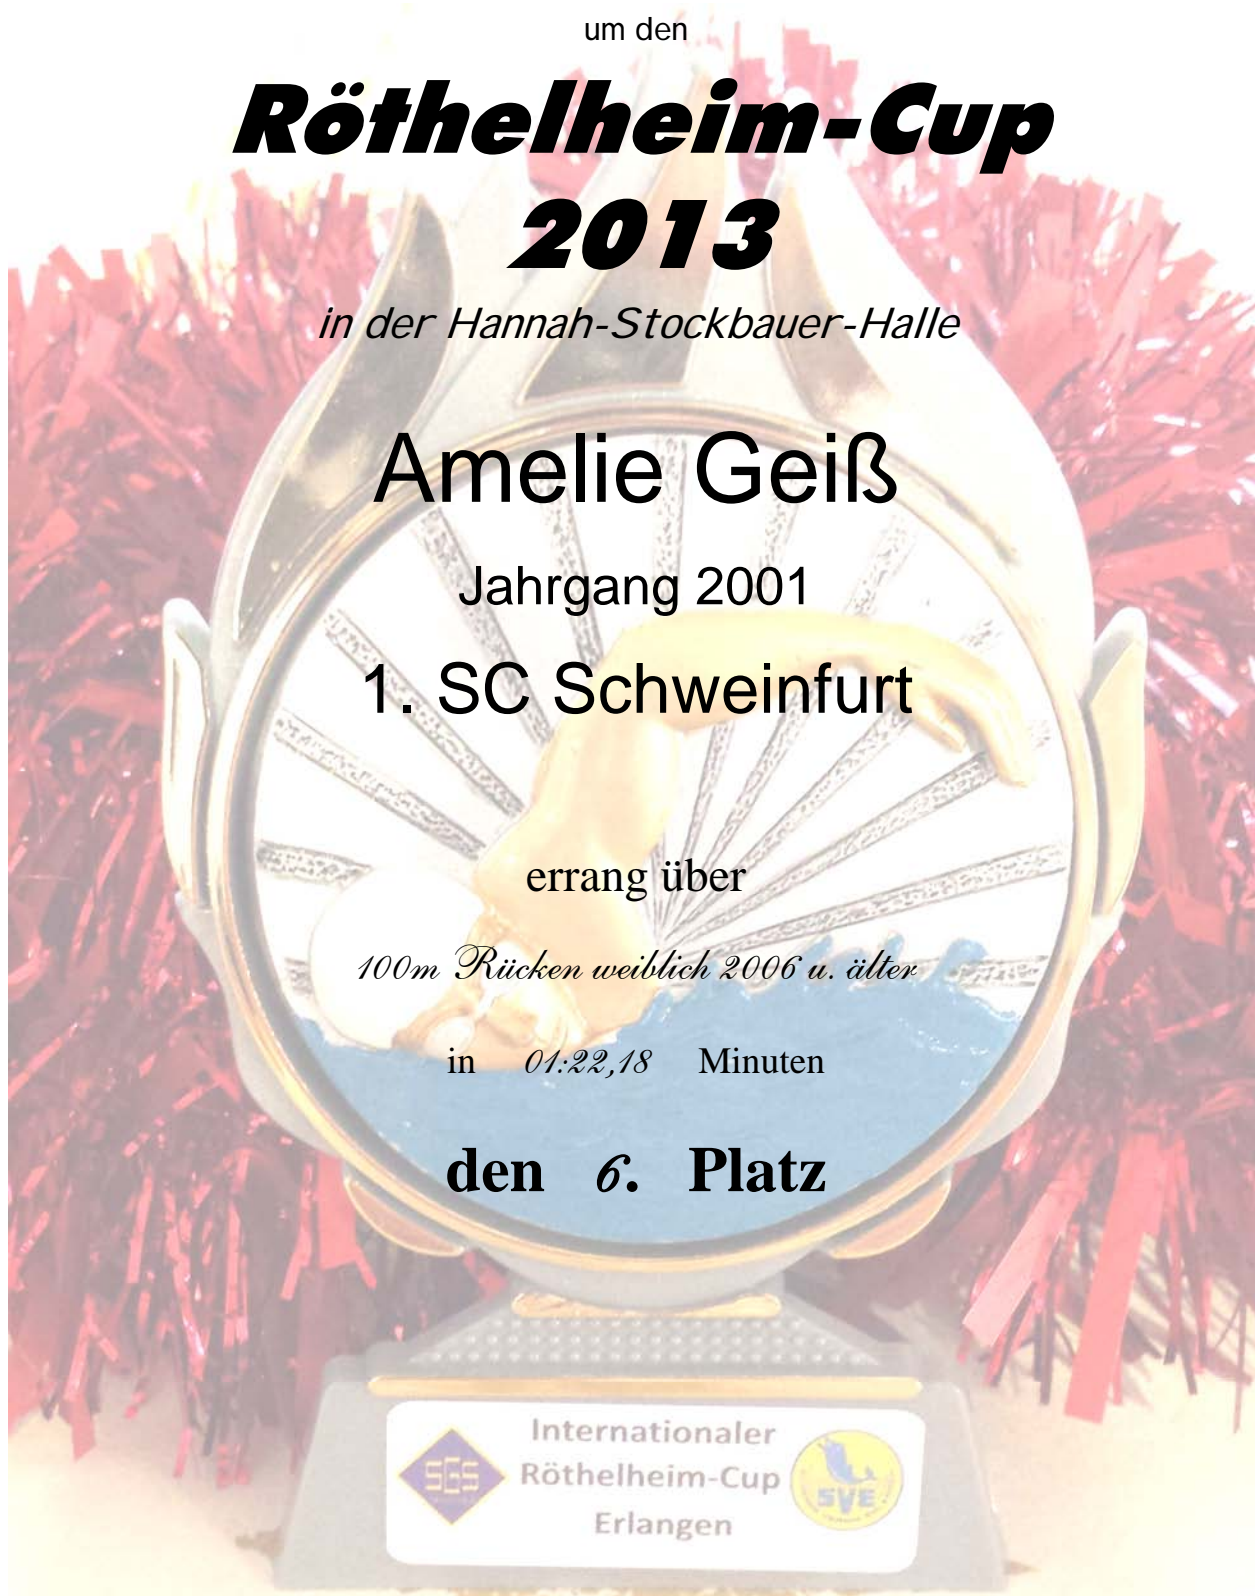 um den
Röthelheim-Cup
2013
in der Hannah-Stockbauer-Halle
Amelie Geiß
Jahrgang 2001
1. SC Schweinfurt
errang über
100m Rücken weiblich 2006 u. älter
in 01:22,18 Minuten
den 6. Platz
Internationaler
SGS Röthelheim-Cup SVE
Erlangen